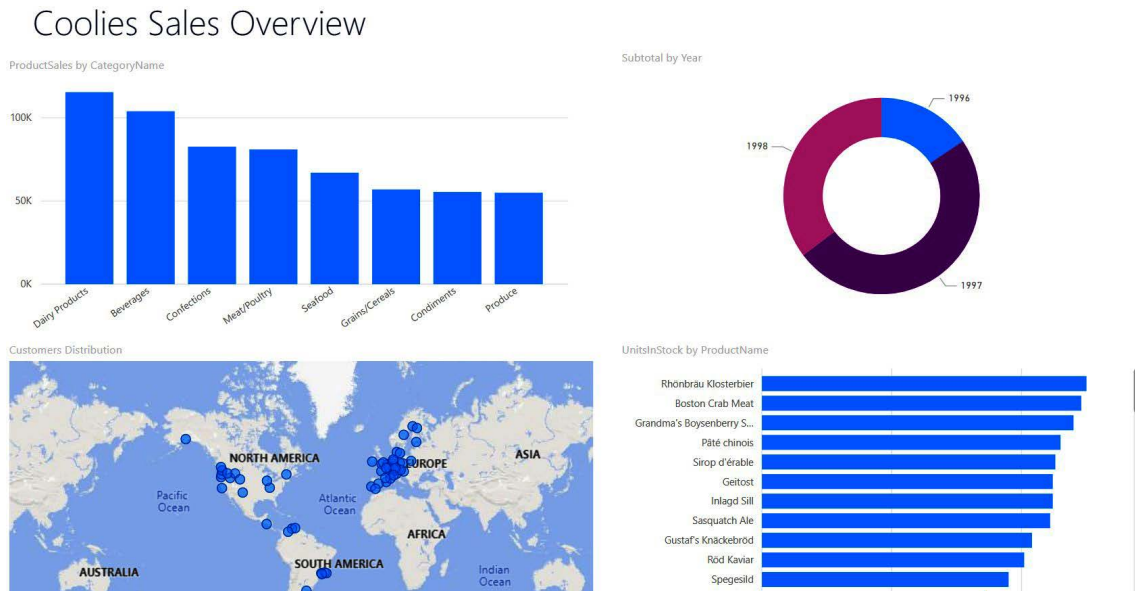 Coolies Sales Overview
ProductSales by CategoryName
100K
50K
0K
Dairy Products
Beverages
Confections
Meat/Poultry
Seafood
Grains/Cereals
Condiments
Produce
Subtotal by Year
1996
1998
1997
Customers Distribution
NORTH AMERICA
EUROPE
ASIA
Pacific
Ocean
Atlantic
Ocean
AFRICA
SOUTH AMERICA
AUSTRALIA
Indian
Ocean
UnitsInStock by ProductName
Rhönbräu Klosterbier
Boston Crab Meat
Grandma's Boysenberry S...
Pâté chinois
Sirop d'érable
Geitost
Inlagd Sill
Sasquatch Ale
Gustaf's Knäckebröd
Röd Kaviar
Spegesild